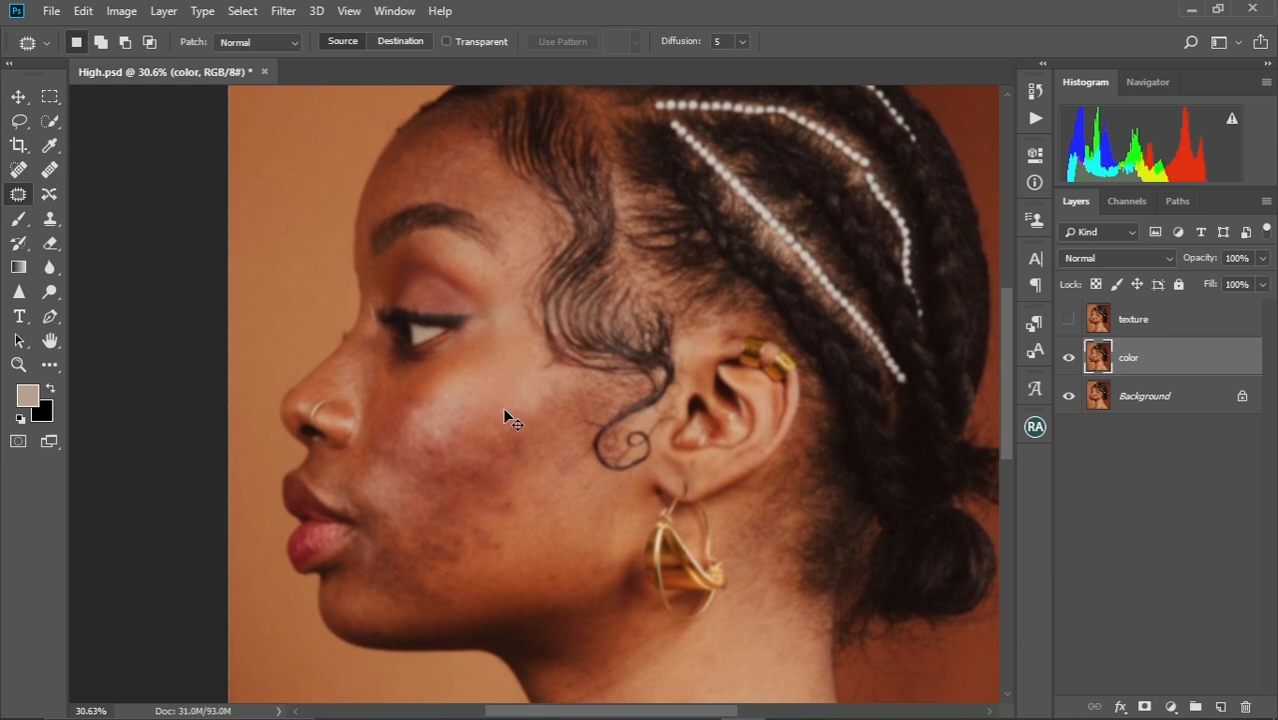 Ps File Edit Image Layer Type Select Filter 3D View Window Help
Patch: Normal Source Destination Transparent Use Pattern Diffusion: 5
High.psd @ 30.6% (color, RGB/8#) *
Histogram Navigator
Layers Channels Paths
Kind
Normal Opacity: 100%
Lock: Fill: 100%
texture
color
Background
RA
30.63% Doc: 31.0M/93.0M